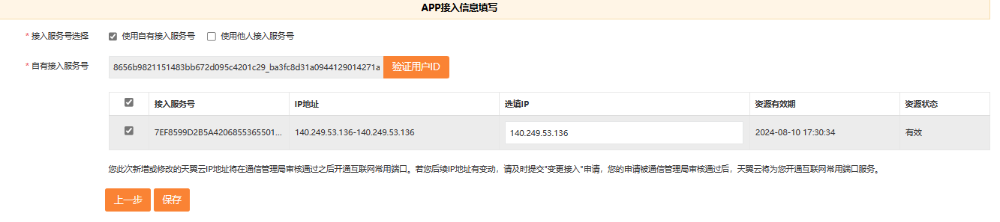 APP接入信息填写
* 接入服务号选择 使用自有接入服务号 使用他人接入服务号
* 自有接入服务号 8656b9821151483bb672d095c4201c29_ba3fc8d31a0944129014271a 验证用户ID
接入服务号 IP地址 选填IP 资源有效期 资源状态
7EF8599D2B5A4206855365501... 140.249.53.136-140.249.53.136 140.249.53.136 2024-08-10 17:30:34 有效
您此次新增或修改的天翼云IP地址将在通信管理局审核通过之后开通互联网常用端口。若您后续IP地址有变动，请及时提交"变更接入"申请，您的申请被通信管理局审核通过后，天翼云将为您开通互联网常用端口服务。
上一步 保存